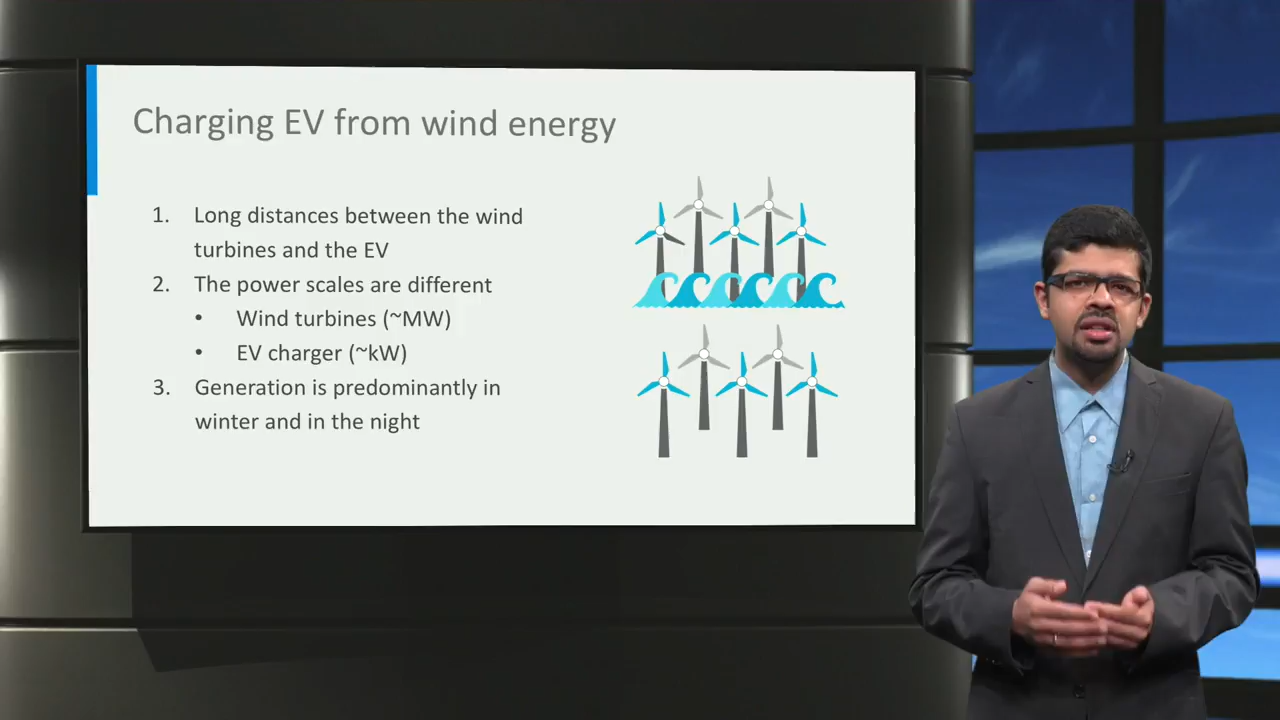 Charging EV from wind energy
1. Long distances between the wind
turbines and the EV
2. The power scales are different
• Wind turbines (~MW)
• EV charger (~kW)
3. Generation is predominantly in
winter and in the night